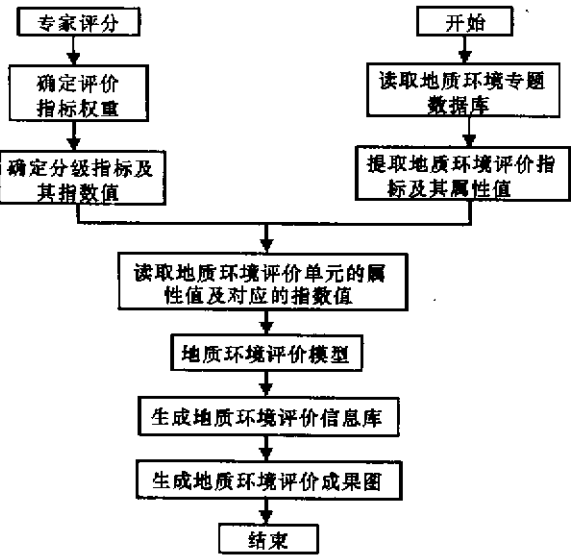 专家评分
开始
确定评价
指标权重
读取地质环境专题
数据库
确定分级指标及
其指数值
提取地质环境评价指
标及其属性值
读取地质环境评价单元的属
性值及对应的指数值
地质环境评价模型
生成地质环境评价信息库
生成地质环境评价成果图
结束